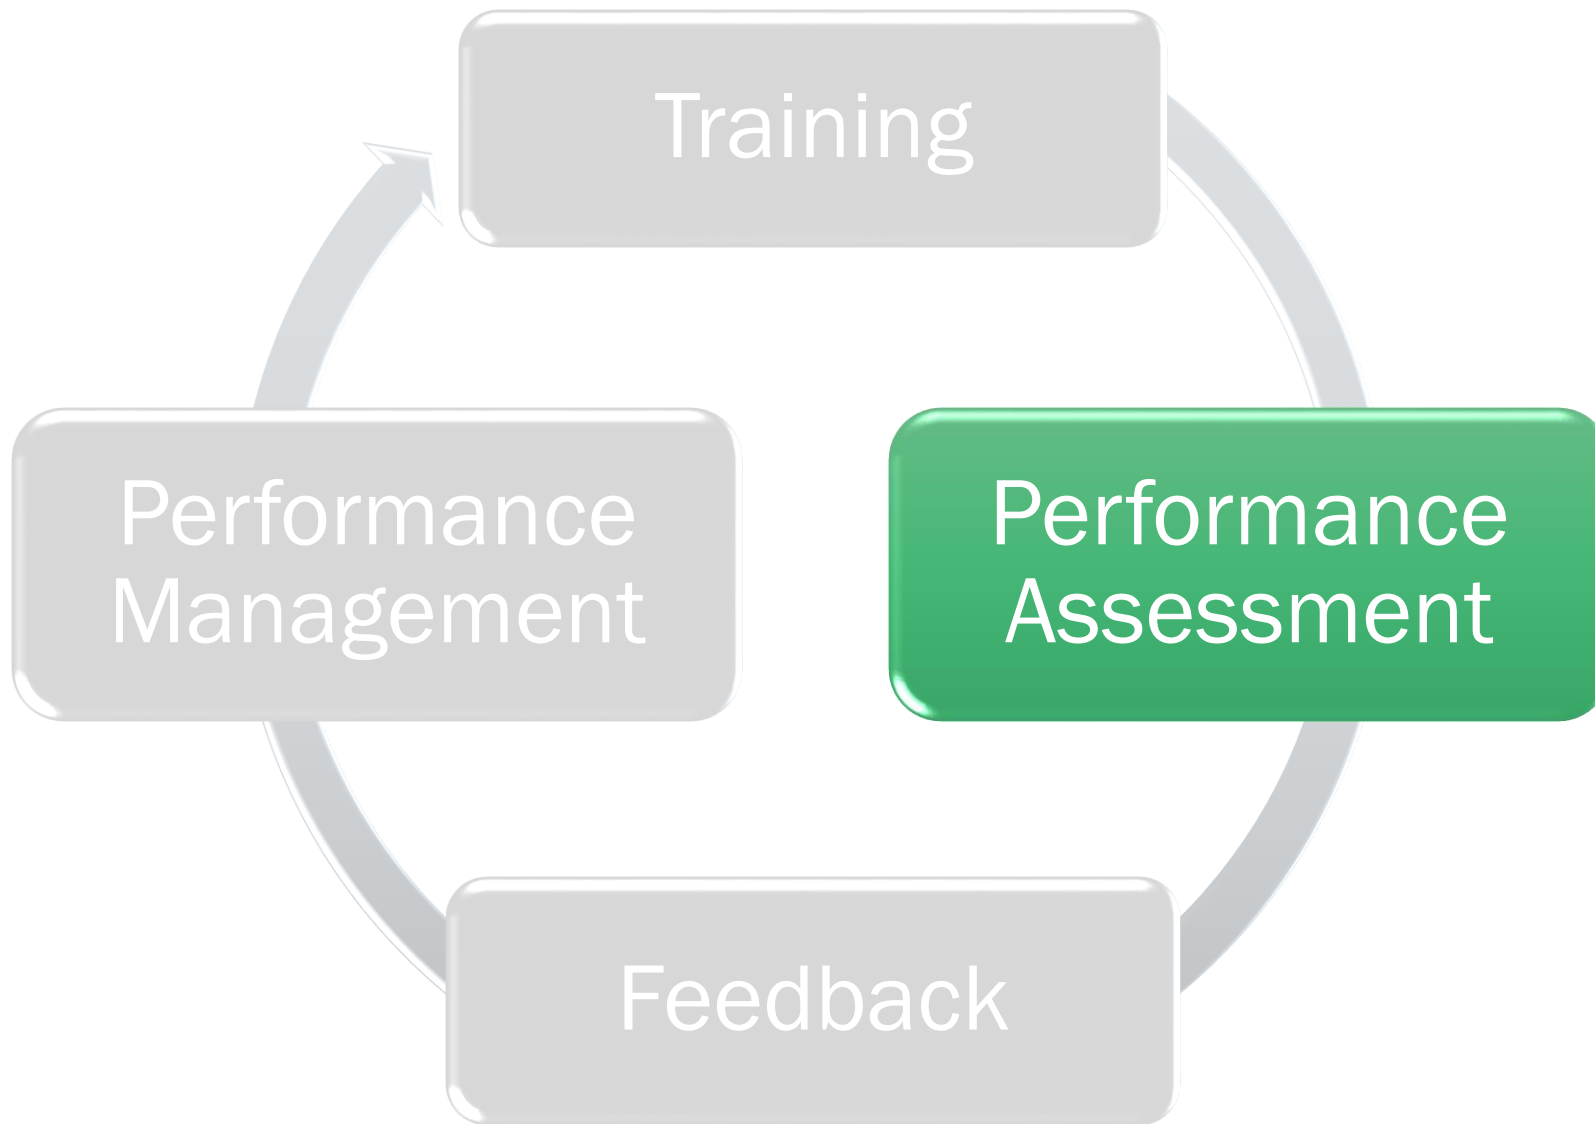 Training
Performance
Management
Performance
Assessment
Feedback